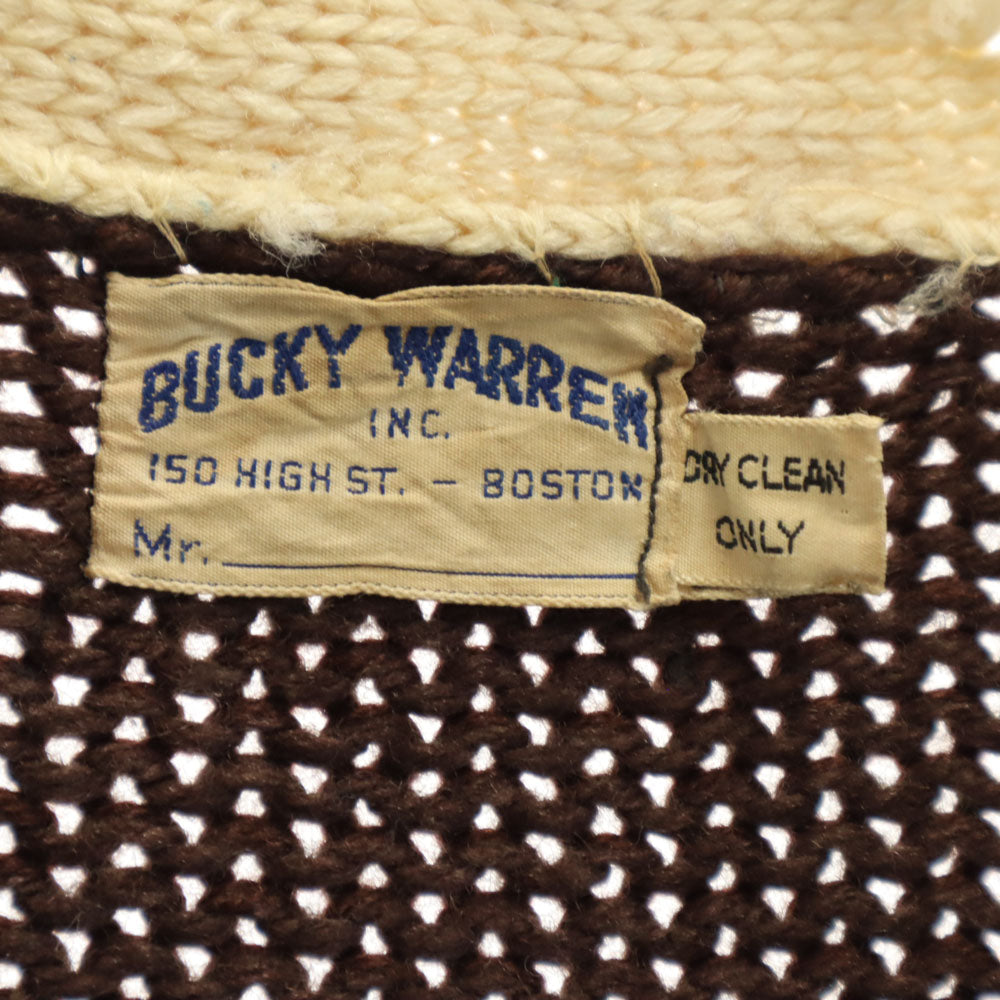 BUCKY WARREN
INC.
150 HIGH ST. - BOSTON
Mr.
DRY CLEAN
ONLY